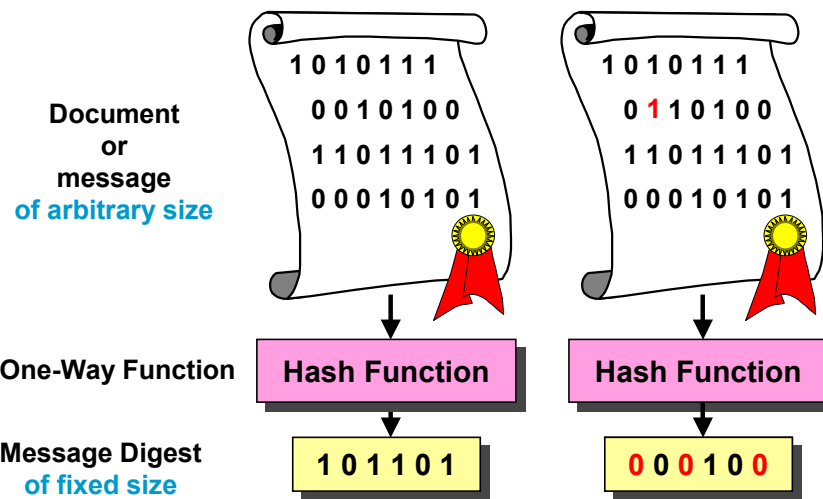 1 0 1 0 1 1 1
0 0 1 0 1 0 0
1 1 0 1 1 1 0 1
0 0 0 1 0 1 0 1
1 0 1 0 1 1 1
0 1 1 0 1 0 0
1 1 0 1 1 1 0 1
0 0 0 1 0 1 0 1
Document
or
message
of arbitrary size
One-Way Function
Hash Function
Hash Function
Message Digest
of fixed size
1 0 1 1 0 1
0 0 0 1 0 0